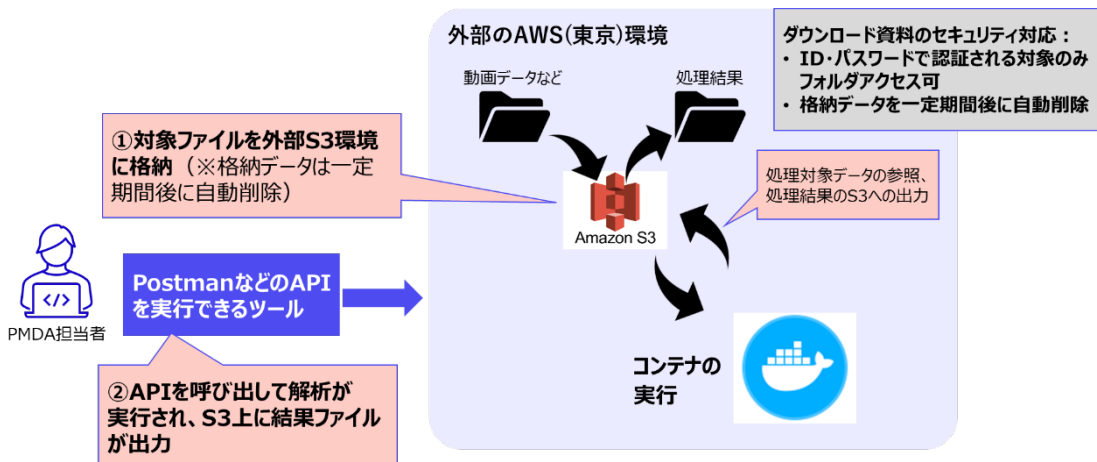 外部のAWS(東京)環境
動画データなど
処理結果
ダウンロード資料のセキュリティ対応：
• ID・パスワードで認証される対象のみ
フォルダアクセス可
• 格納データを一定期間後に自動削除
①対象ファイルを外部S3環境
に格納（※格納データは一定
期間後に自動削除）
処理対象データの参照、
処理結果のS3への出力
Amazon S3
PostmanなどのAPI
を実行できるツール
PMDA担当者
コンテナの
実行
②APIを呼び出して解析が
実行され、S3上に結果ファイル
が出力